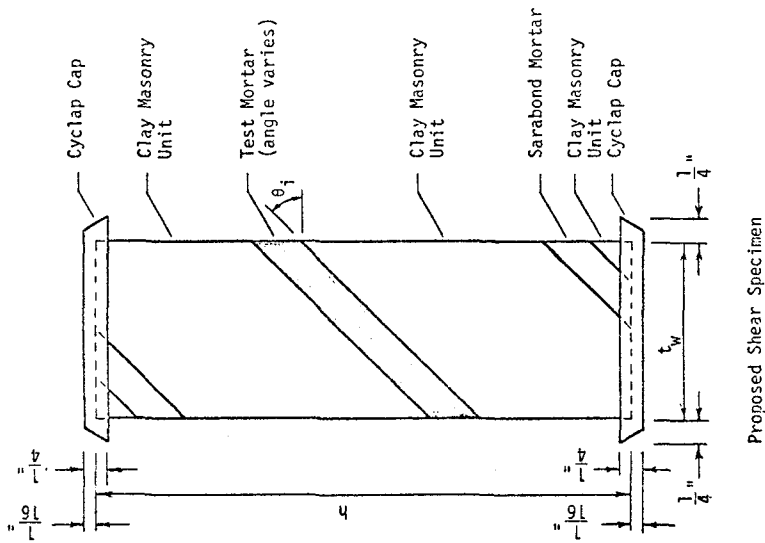 Cyclap Cap
Clay Masonry
Unit
Test Mortar
(angle varies)
θi
Clay Masonry
Unit
Sarabond Mortar
Clay Masonry
Unit
Cyclap Cap
1/4"
1/4"
1/16"
h
tw
1/4"
1/16"
1/4"
Proposed Shear Specimen